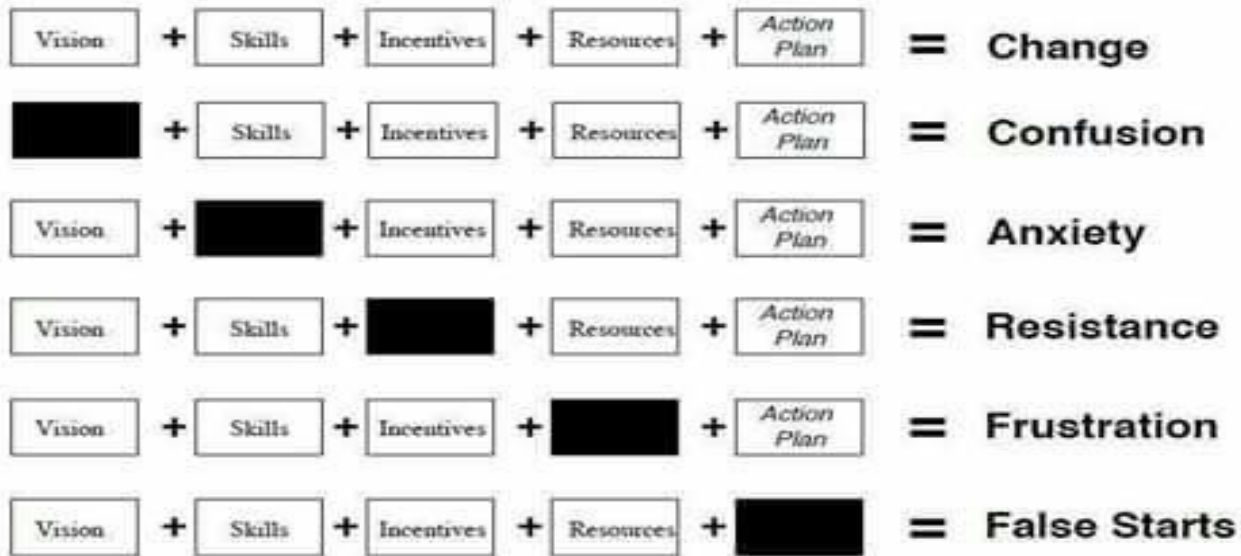 Vision + Skills + Incentives + Resources + Action Plan = Change
+ Skills + Incentives + Resources + Action Plan = Confusion
Vision + + Incentives + Resources + Action Plan = Anxiety
Vision + Skills + + Resources + Action Plan = Resistance
Vision + Skills + Incentives + + Action Plan = Frustration
Vision + Skills + Incentives + Resources + = False Starts